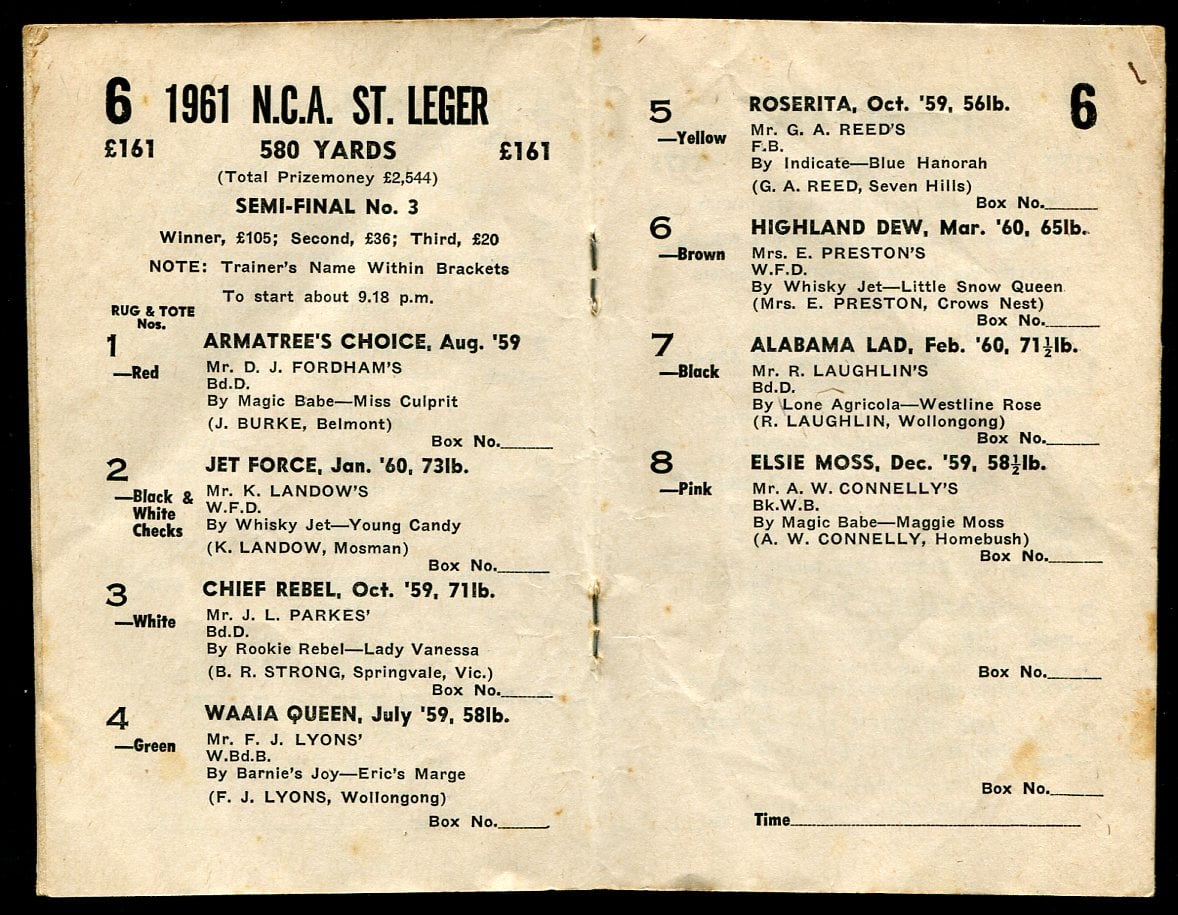 6 1961 N.C.A. ST. LEGER
£161 580 YARDS £161
(Total Prizemoney £2,544)
SEMI-FINAL No. 3
Winner, £105; Second, £36; Third, £20
NOTE: Trainer's Name Within Brackets
To start about 9.18 p.m.
RUG & TOTE
Nos.
1 ARMATREE'S CHOICE, Aug. '59
—Red Mr. D. J. FORDHAM'S
Bd.D.
By Magic Babe—Miss Culprit
(J. BURKE, Belmont)
Box No.
2 JET FORCE, Jan. '60, 73lb.
—Black & Mr. K. LANDOW'S
White W.F.D.
Checks By Whisky Jet—Young Candy
(K. LANDOW, Mosman)
Box No.
3 CHIEF REBEL, Oct. '59, 71lb.
—White Mr. J. L. PARKES'
Bd.D.
By Rookie Rebel—Lady Vanessa
(B. R. STRONG, Springvale, Vic.)
Box No.
4 WAAIA QUEEN, July '59, 58lb.
—Green Mr. F. J. LYONS'
W.Bd.B.
By Barnie's Joy—Eric's Marge
(F. J. LYONS, Wollongong)
Box No.
5 ROSERITA, Oct. '59, 56lb. 6
—Yellow Mr. G. A. REED'S
F.B.
By Indicate—Blue Hanorah
(G. A. REED, Seven Hills)
Box No.
6 HIGHLAND DEW, Mar. '60, 65lb.
—Brown Mrs. E. PRESTON'S
W.F.D.
By Whisky Jet—Little Snow Queen
(Mrs. E. PRESTON, Crows Nest)
Box No.
7 ALABAMA LAD, Feb. '60, 71½lb.
—Black Mr. R. LAUGHLIN'S
Bd.D.
By Lone Agricola—Westline Rose
(R. LAUGHLIN, Wollongong)
Box No.
8 ELSIE MOSS, Dec. '59, 58½lb.
—Pink Mr. A. W. CONNELLY'S
Bk.W.B.
By Magic Babe—Maggie Moss
(A. W. CONNELLY, Homebush)
Box No.
Box No.
Box No.
Time